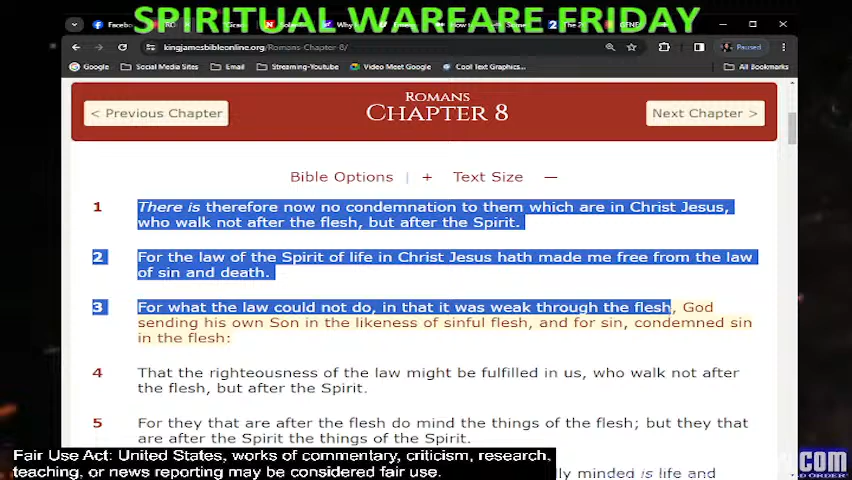 SPIRITUAL WARFARE FRIDAY
Faceb
kingjamesbibleonline.org/Romans-Chapter-8/
Paused
Google
Social Media Sites
Email
Streaming-Youtube
Video Meet Google
Cool Text Graphics...
All Bookmarks
ROMANS
< Previous Chapter
CHAPTER 8
Next Chapter >
Bible Options | + Text Size —
1 There is therefore now no condemnation to them which are in Christ Jesus,
who walk not after the flesh, but after the Spirit.
2 For the law of the Spirit of life in Christ Jesus hath made me free from the law
of sin and death.
3 For what the law could not do, in that it was weak through the flesh, God
sending his own Son in the likeness of sinful flesh, and for sin, condemned sin
in the flesh:
4 That the righteousness of the law might be fulfilled in us, who walk not after
the flesh, but after the Spirit.
5 For they that are after the flesh do mind the things of the flesh; but they that
are after the Spirit the things of the Spirit.
Fair Use Act: United States, works of commentary, criticism, research,
teaching, or news reporting may be considered fair use.
minded is life and
.com
D ORDER